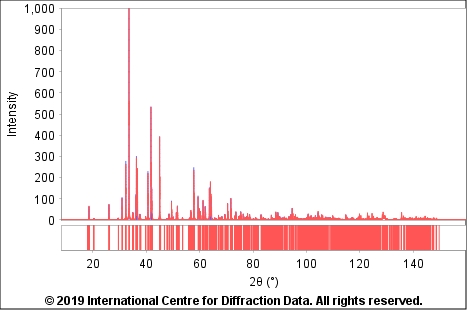 1,000
900
800
700
600
500
400
300
200
100
0
Intensity
20 40 60 80 100 120 140
2θ (°)
© 2019 International Centre for Diffraction Data. All rights reserved.